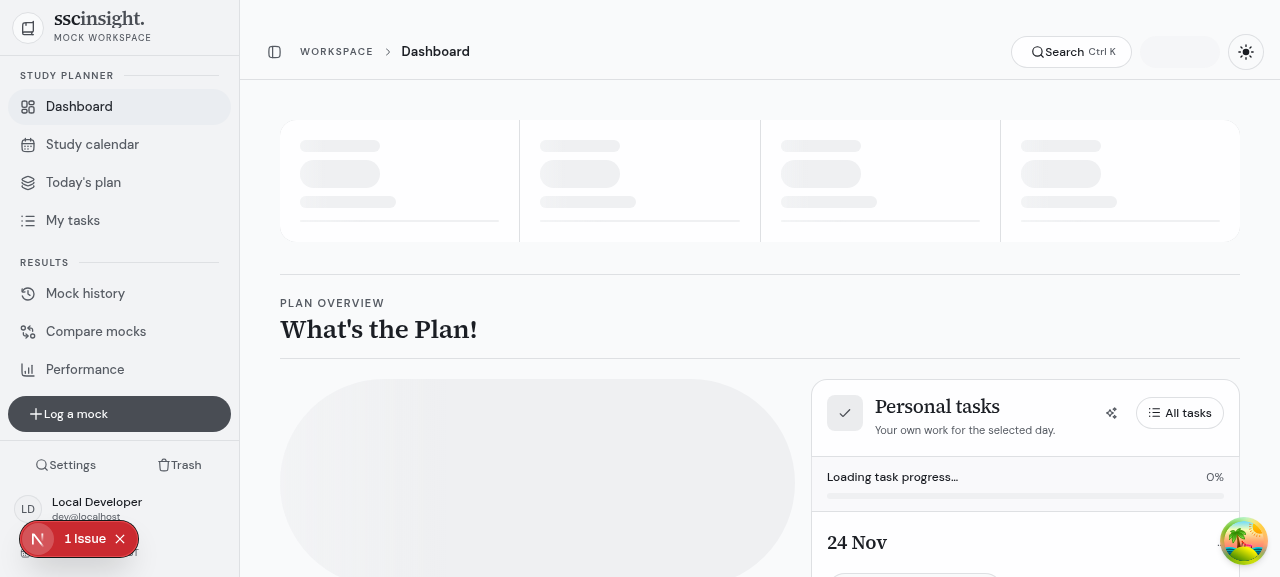 sscinsight.
MOCK WORKSPACE
STUDY PLANNER
Dashboard
Study calendar
Today's plan
My tasks
RESULTS
Mock history
Compare mocks
Performance
Log a mock
Settings
Trash
LD
Local Developer
dev@localhost
N
1 Issue
WORKSPACE
Dashboard
Search Ctrl K
PLAN OVERVIEW
What's the Plan!
Personal tasks
Your own work for the selected day.
All tasks
Loading task progress…
0%
24 Nov